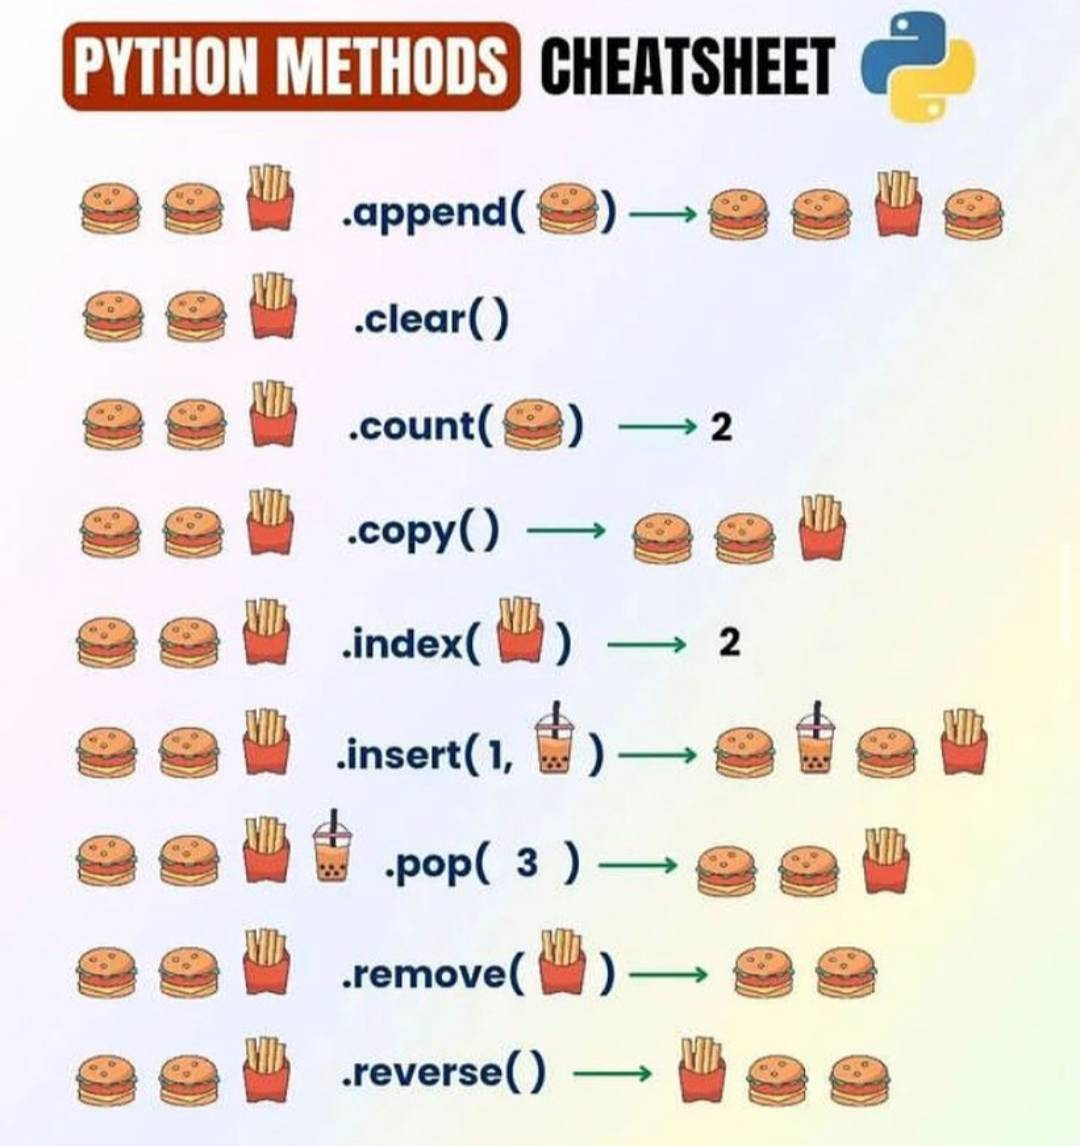 PYTHON METHODS CHEATSHEET
.append( )
.clear()
.count( ) 2
.copy()
.index( ) 2
.insert(1, )
.pop( 3 )
.remove( )
.reverse()